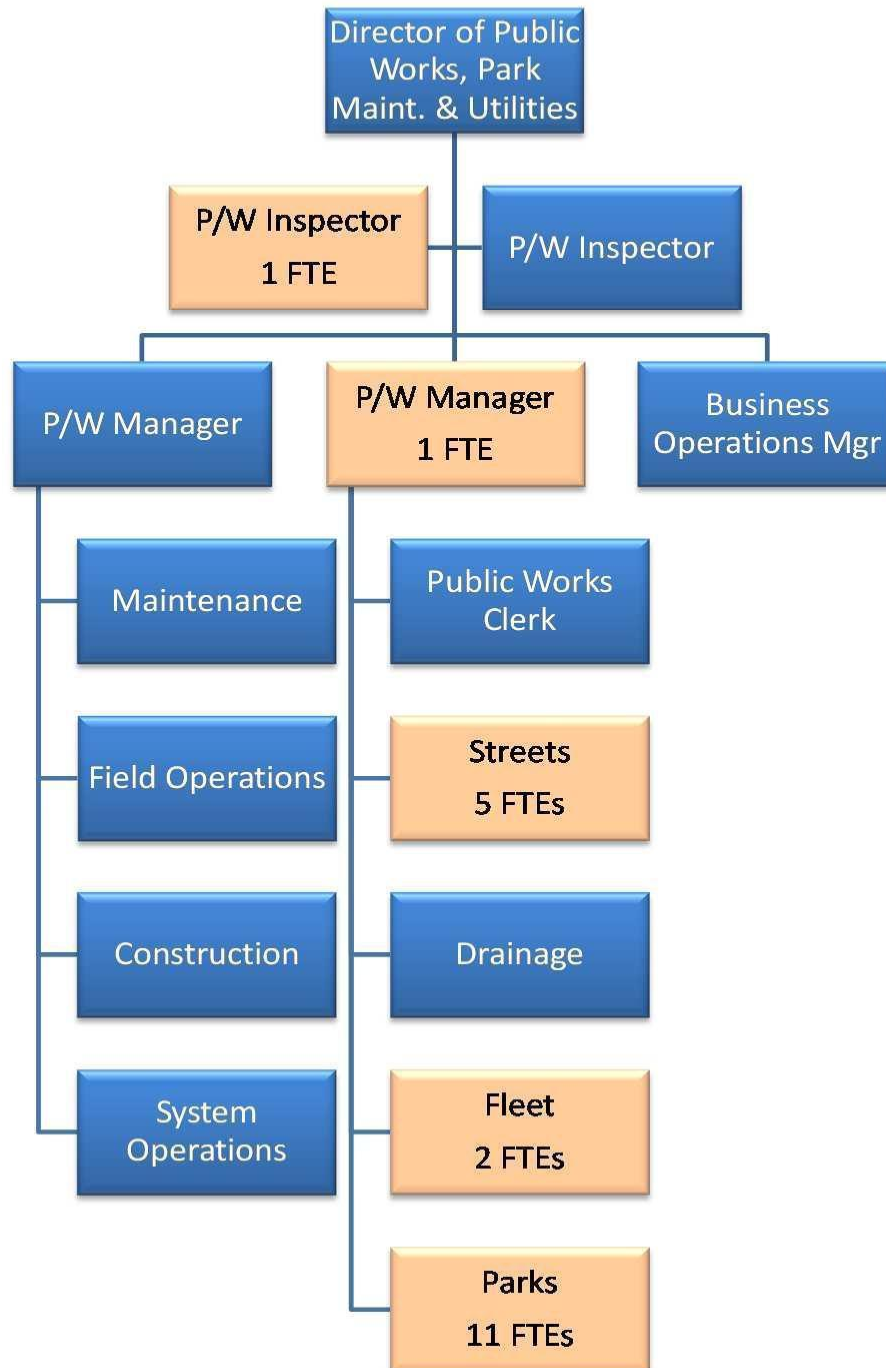 Director of Public
Works, Park
Maint. & Utilities
P/W Inspector
1 FTE
P/W Inspector
P/W Manager
P/W Manager
1 FTE
Business
Operations Mgr
Maintenance
Field Operations
Construction
System
Operations
Public Works
Clerk
Streets
5 FTEs
Drainage
Fleet
2 FTEs
Parks
11 FTEs